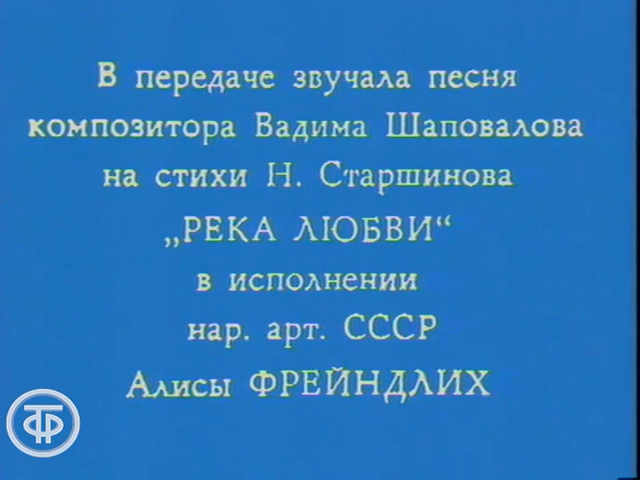 В передаче звучала песня
композитора Вадима Шаповалова
на стихи Н. Старшинова
„РЕКА ЛЮБВИ“
в исполнении
нар. арт. СССР
Алисы ФРЕЙНДЛИХ